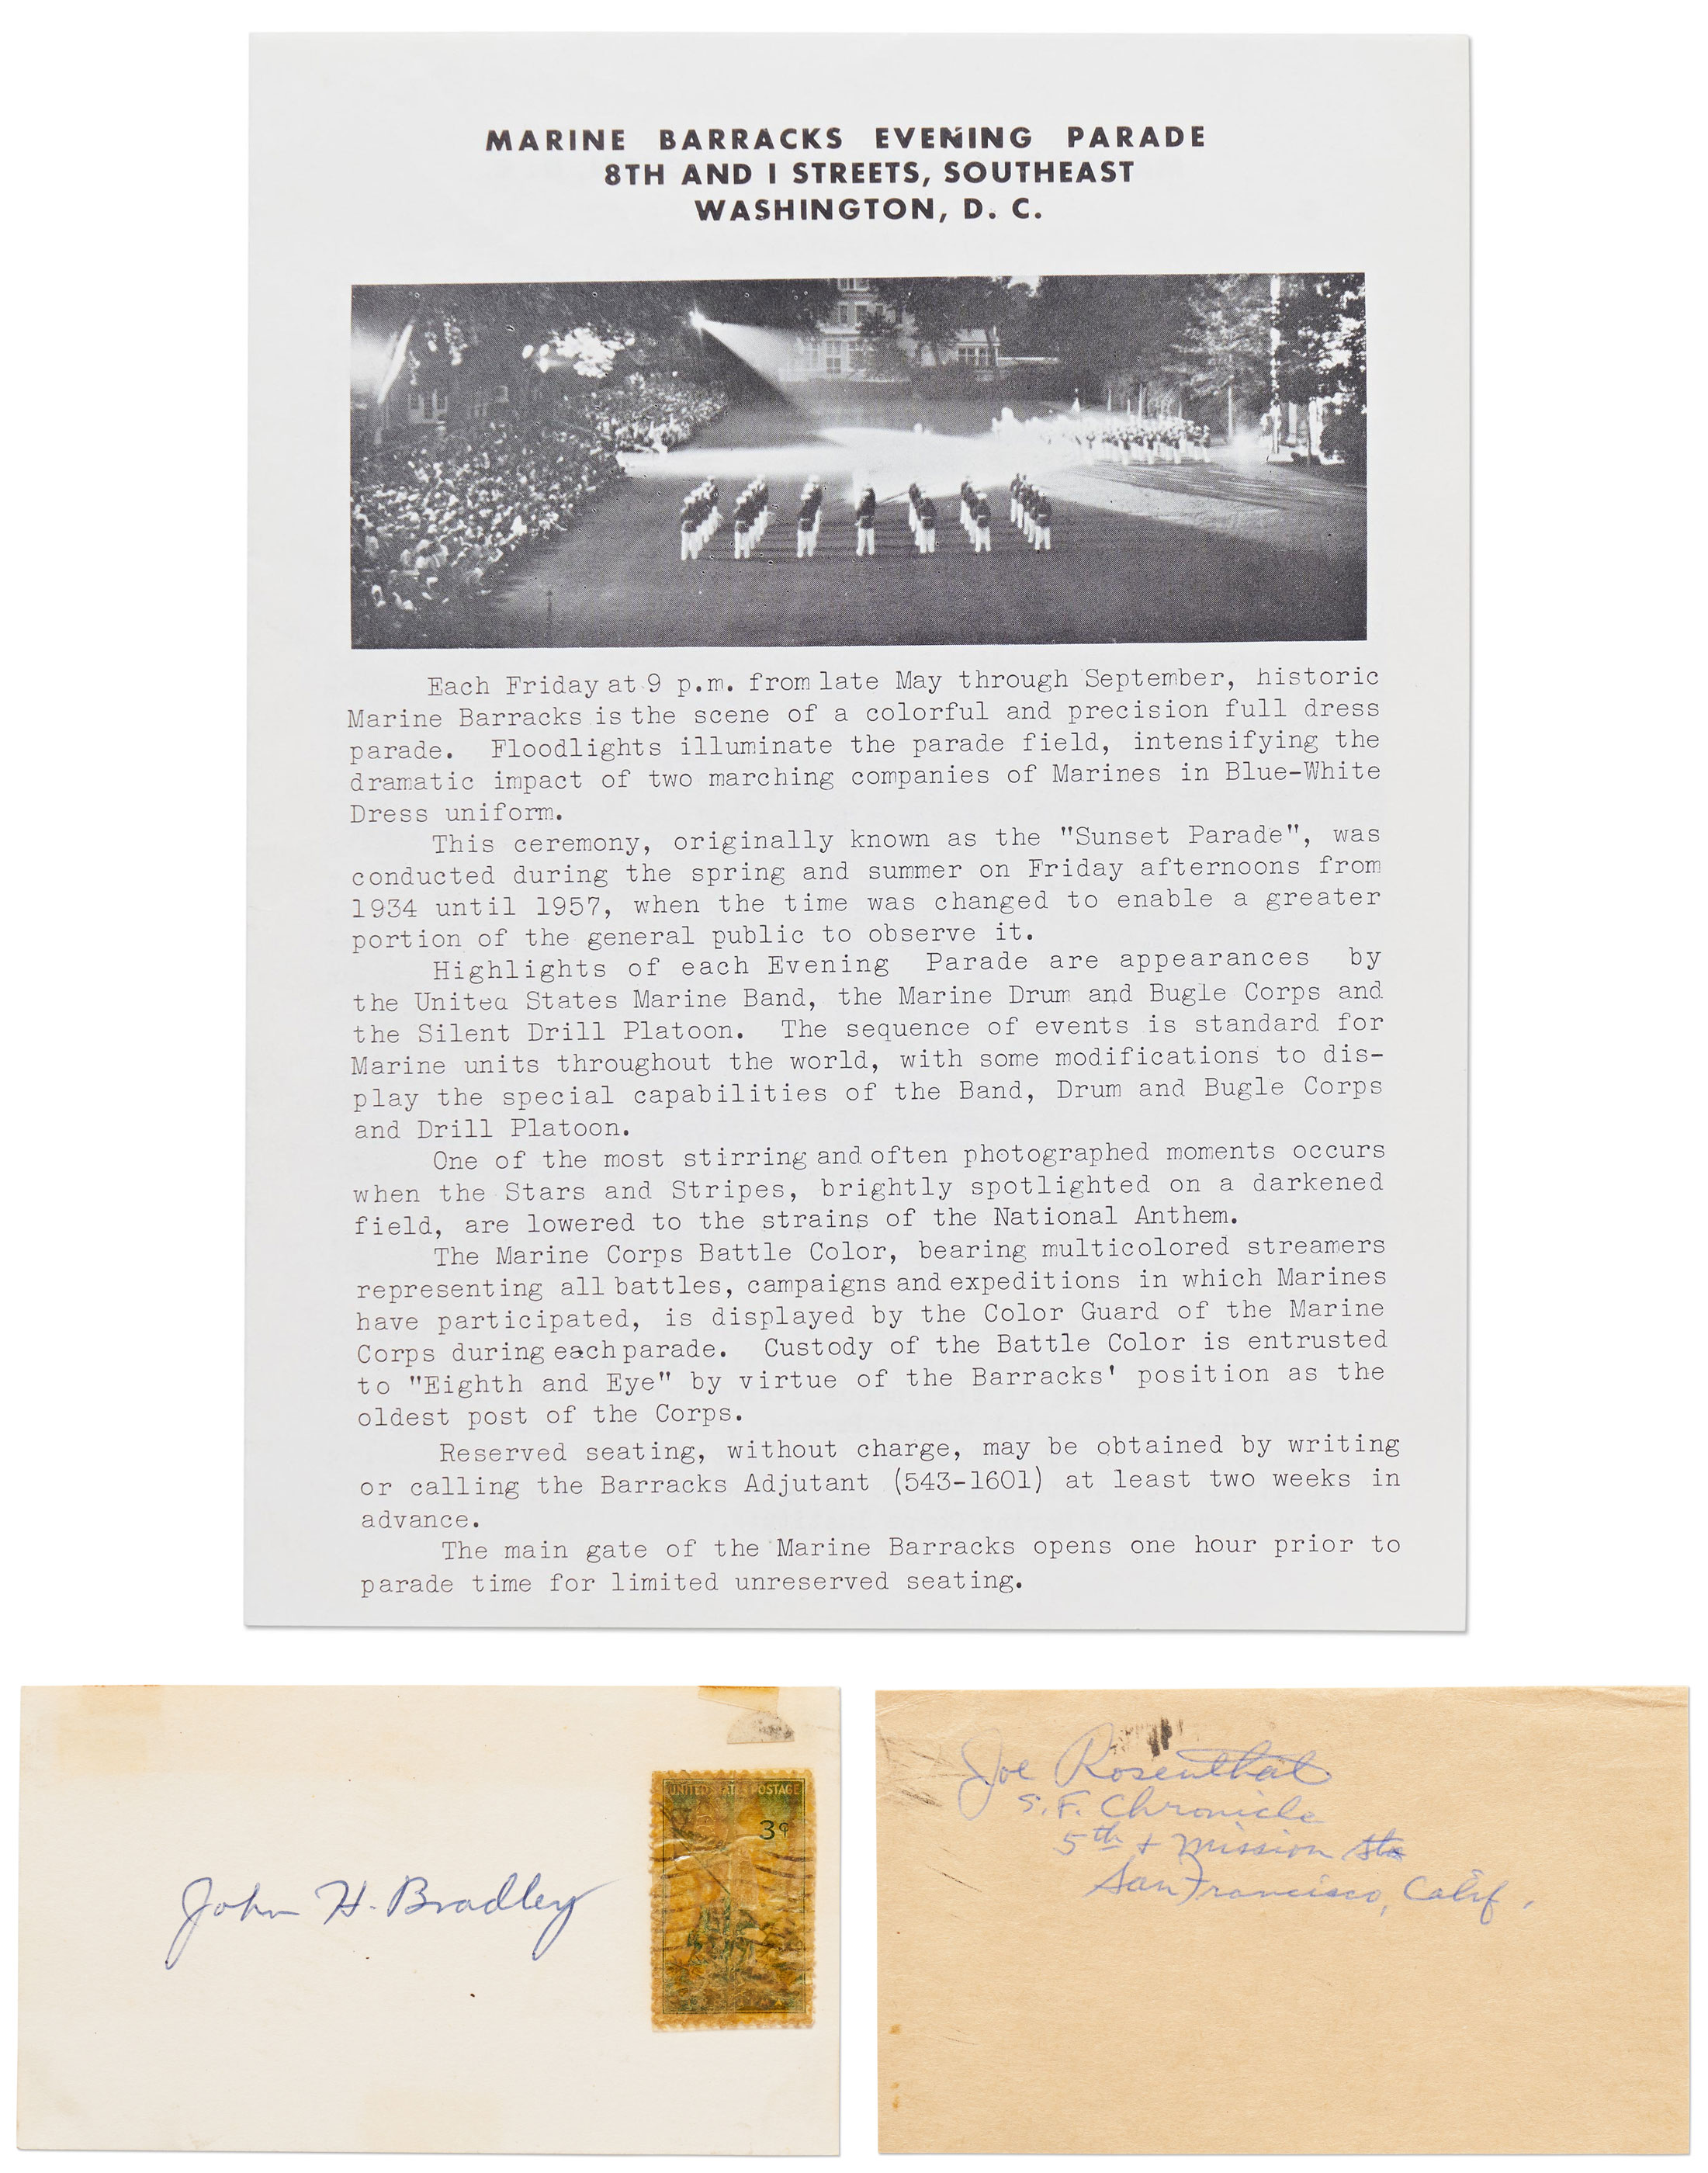 MARINE BARRACKS EVENING PARADE
8TH AND I STREETS, SOUTHEAST
WASHINGTON, D. C.
Each Friday at 9 p.m. from late May through September, historic
Marine Barracks is the scene of a colorful and precision full dress
parade. Floodlights illuminate the parade field, intensifying the
dramatic impact of two marching companies of Marines in Blue-White
Dress uniform.
This ceremony, originally known as the "Sunset Parade", was
conducted during the spring and summer on Friday afternoons from
1934 until 1957, when the time was changed to enable a greater
portion of the general public to observe it.
Highlights of each Evening Parade are appearances by
the United States Marine Band, the Marine Drum and Bugle Corps and
the Silent Drill Platoon. The sequence of events is standard for
Marine units throughout the world, with some modifications to dis-
play the special capabilities of the Band, Drum and Bugle Corps
and Drill Platoon.
One of the most stirring and often photographed moments occurs
when the Stars and Stripes, brightly spotlighted on a darkened
field, are lowered to the strains of the National Anthem.
The Marine Corps Battle Color, bearing multicolored streamers
representing all battles, campaigns and expeditions in which Marines
have participated, is displayed by the Color Guard of the Marine
Corps during each parade. Custody of the Battle Color is entrusted
to "Eighth and Eye" by virtue of the Barracks' position as the
oldest post of the Corps.
Reserved seating, without charge, may be obtained by writing
or calling the Barracks Adjutant (543-1601) at least two weeks in
advance.
The main gate of the Marine Barracks opens one hour prior to
parade time for limited unreserved seating.
John H. Bradley
UNITED STATES POSTAGE
3¢
Joe Rosenthal
S.F. Chronicle
5th + Mission Sts
San Francisco, Calif.